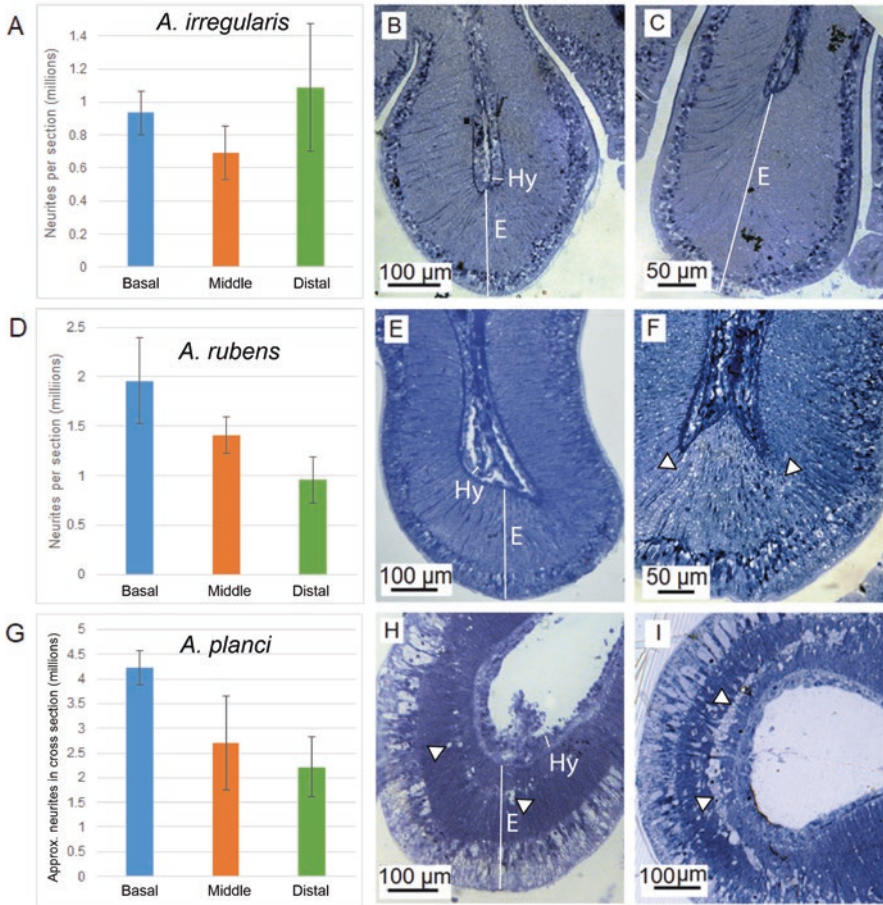 A
A. irregularis
Neurites per section (millions)
1.6
1.4
1.2
1
0.8
0.6
0.4
0.2
0
Basal
Middle
Distal
B
Hy
E
100 µm
C
E
50 µm
D
A. rubens
Neurites per section (milliions)
2.5
2
1.5
1
0.5
0
Basal
Middle
Distal
E
Hy
E
100 µm
F
50 µm
G
A. planci
Approx. neurites in cross section (millions)
5
4.5
4
3.5
3
2.5
2
1.5
1
0.5
0
Basal
Middle
Distal
H
Hy
E
100 µm
I
100µm